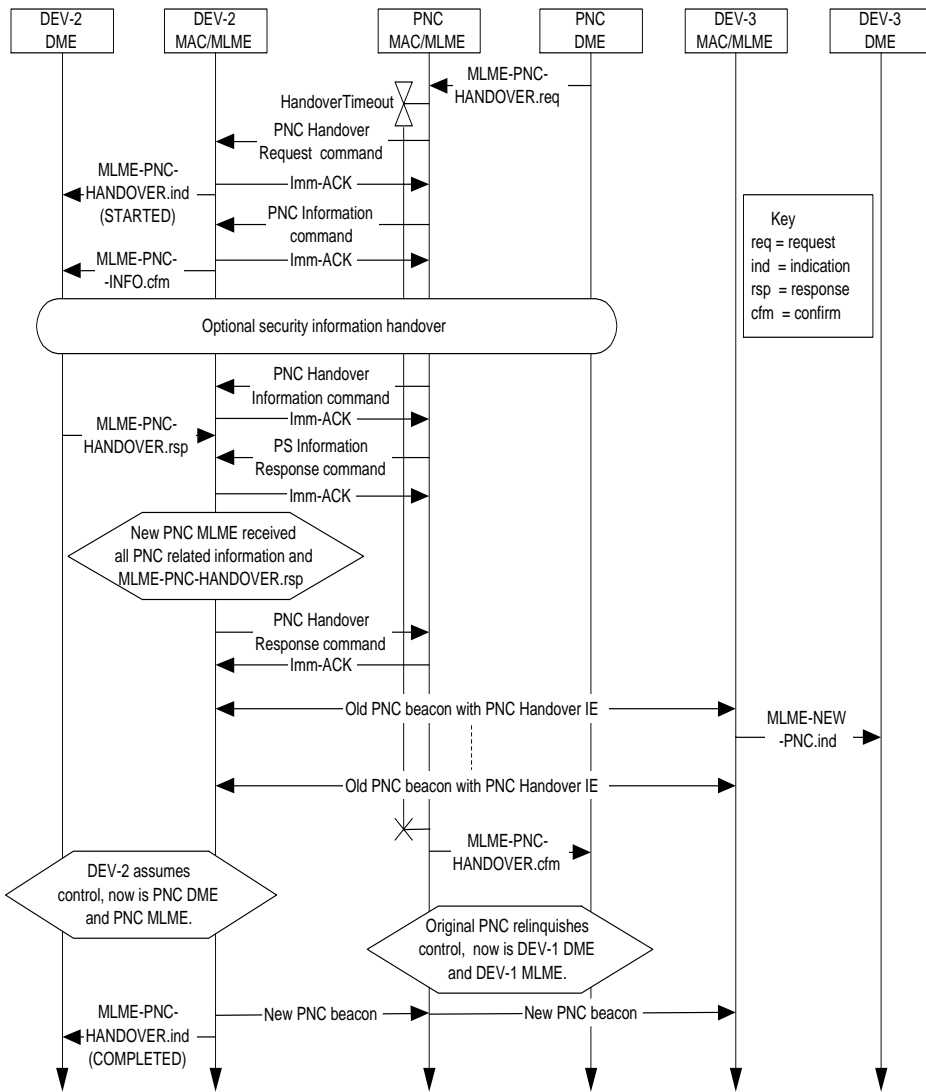 DEV-2
DME
DEV-2
MAC/MLME
PNC
MAC/MLME
PNC
DME
DEV-3
MAC/MLME
DEV-3
DME
MLME-PNC-
HANDOVER.req
HandoverTimeout
PNC Handover
Request command
MLME-PNC-
HANDOVER.ind
(STARTED)
Imm-ACK
PNC Information
command
MLME-PNC-
-INFO.cfm
Imm-ACK
Key
req = request
ind = indication
rsp = response
cfm = confirm
Optional security information handover
PNC Handover
Information command
Imm-ACK
MLME-PNC-
HANDOVER.rsp
PS Information
Response command
Imm-ACK
New PNC MLME received
all PNC related information and
MLME-PNC-HANDOVER.rsp
PNC Handover
Response command
Imm-ACK
Old PNC beacon with PNC Handover IE
MLME-NEW
-PNC.ind
Old PNC beacon with PNC Handover IE
MLME-PNC-
HANDOVER.cfm
DEV-2 assumes
control, now is PNC DME
and PNC MLME.
Original PNC relinquishes
control, now is DEV-1 DME
and DEV-1 MLME.
MLME-PNC-
HANDOVER.ind
(COMPLETED)
New PNC beacon
New PNC beacon